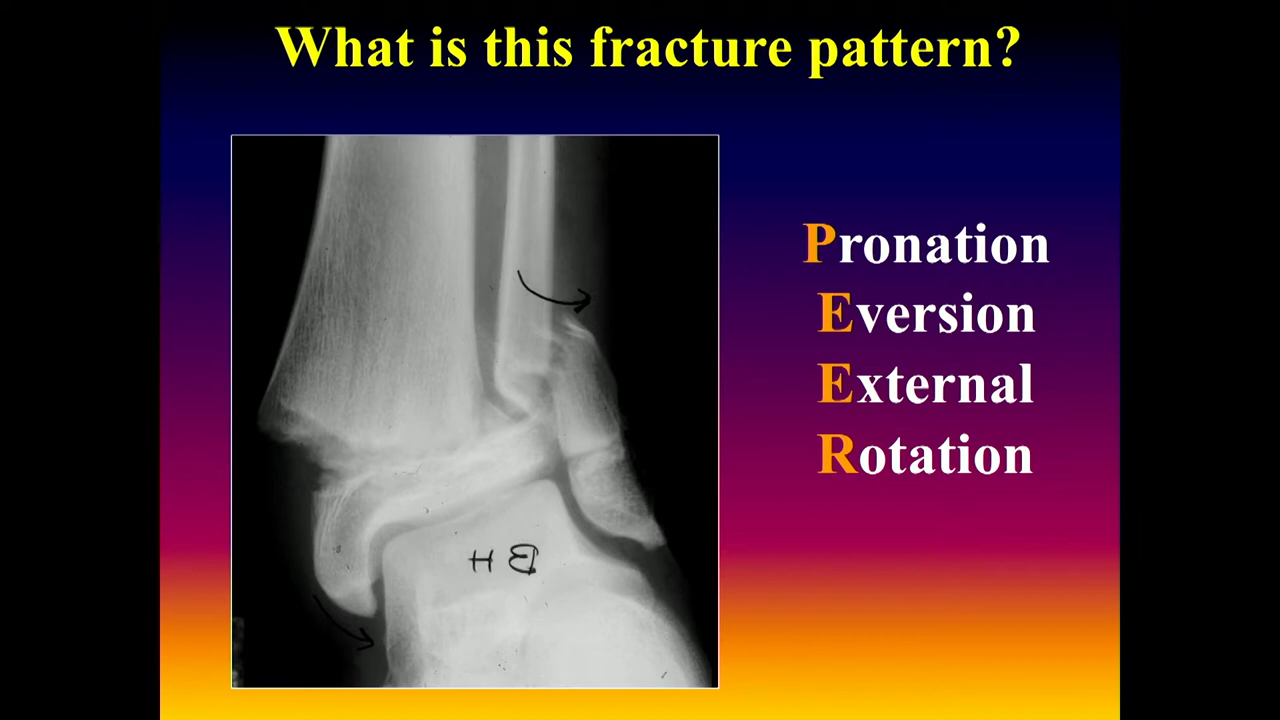 What is this fracture pattern?
Pronation
Eversion
External
Rotation
H B